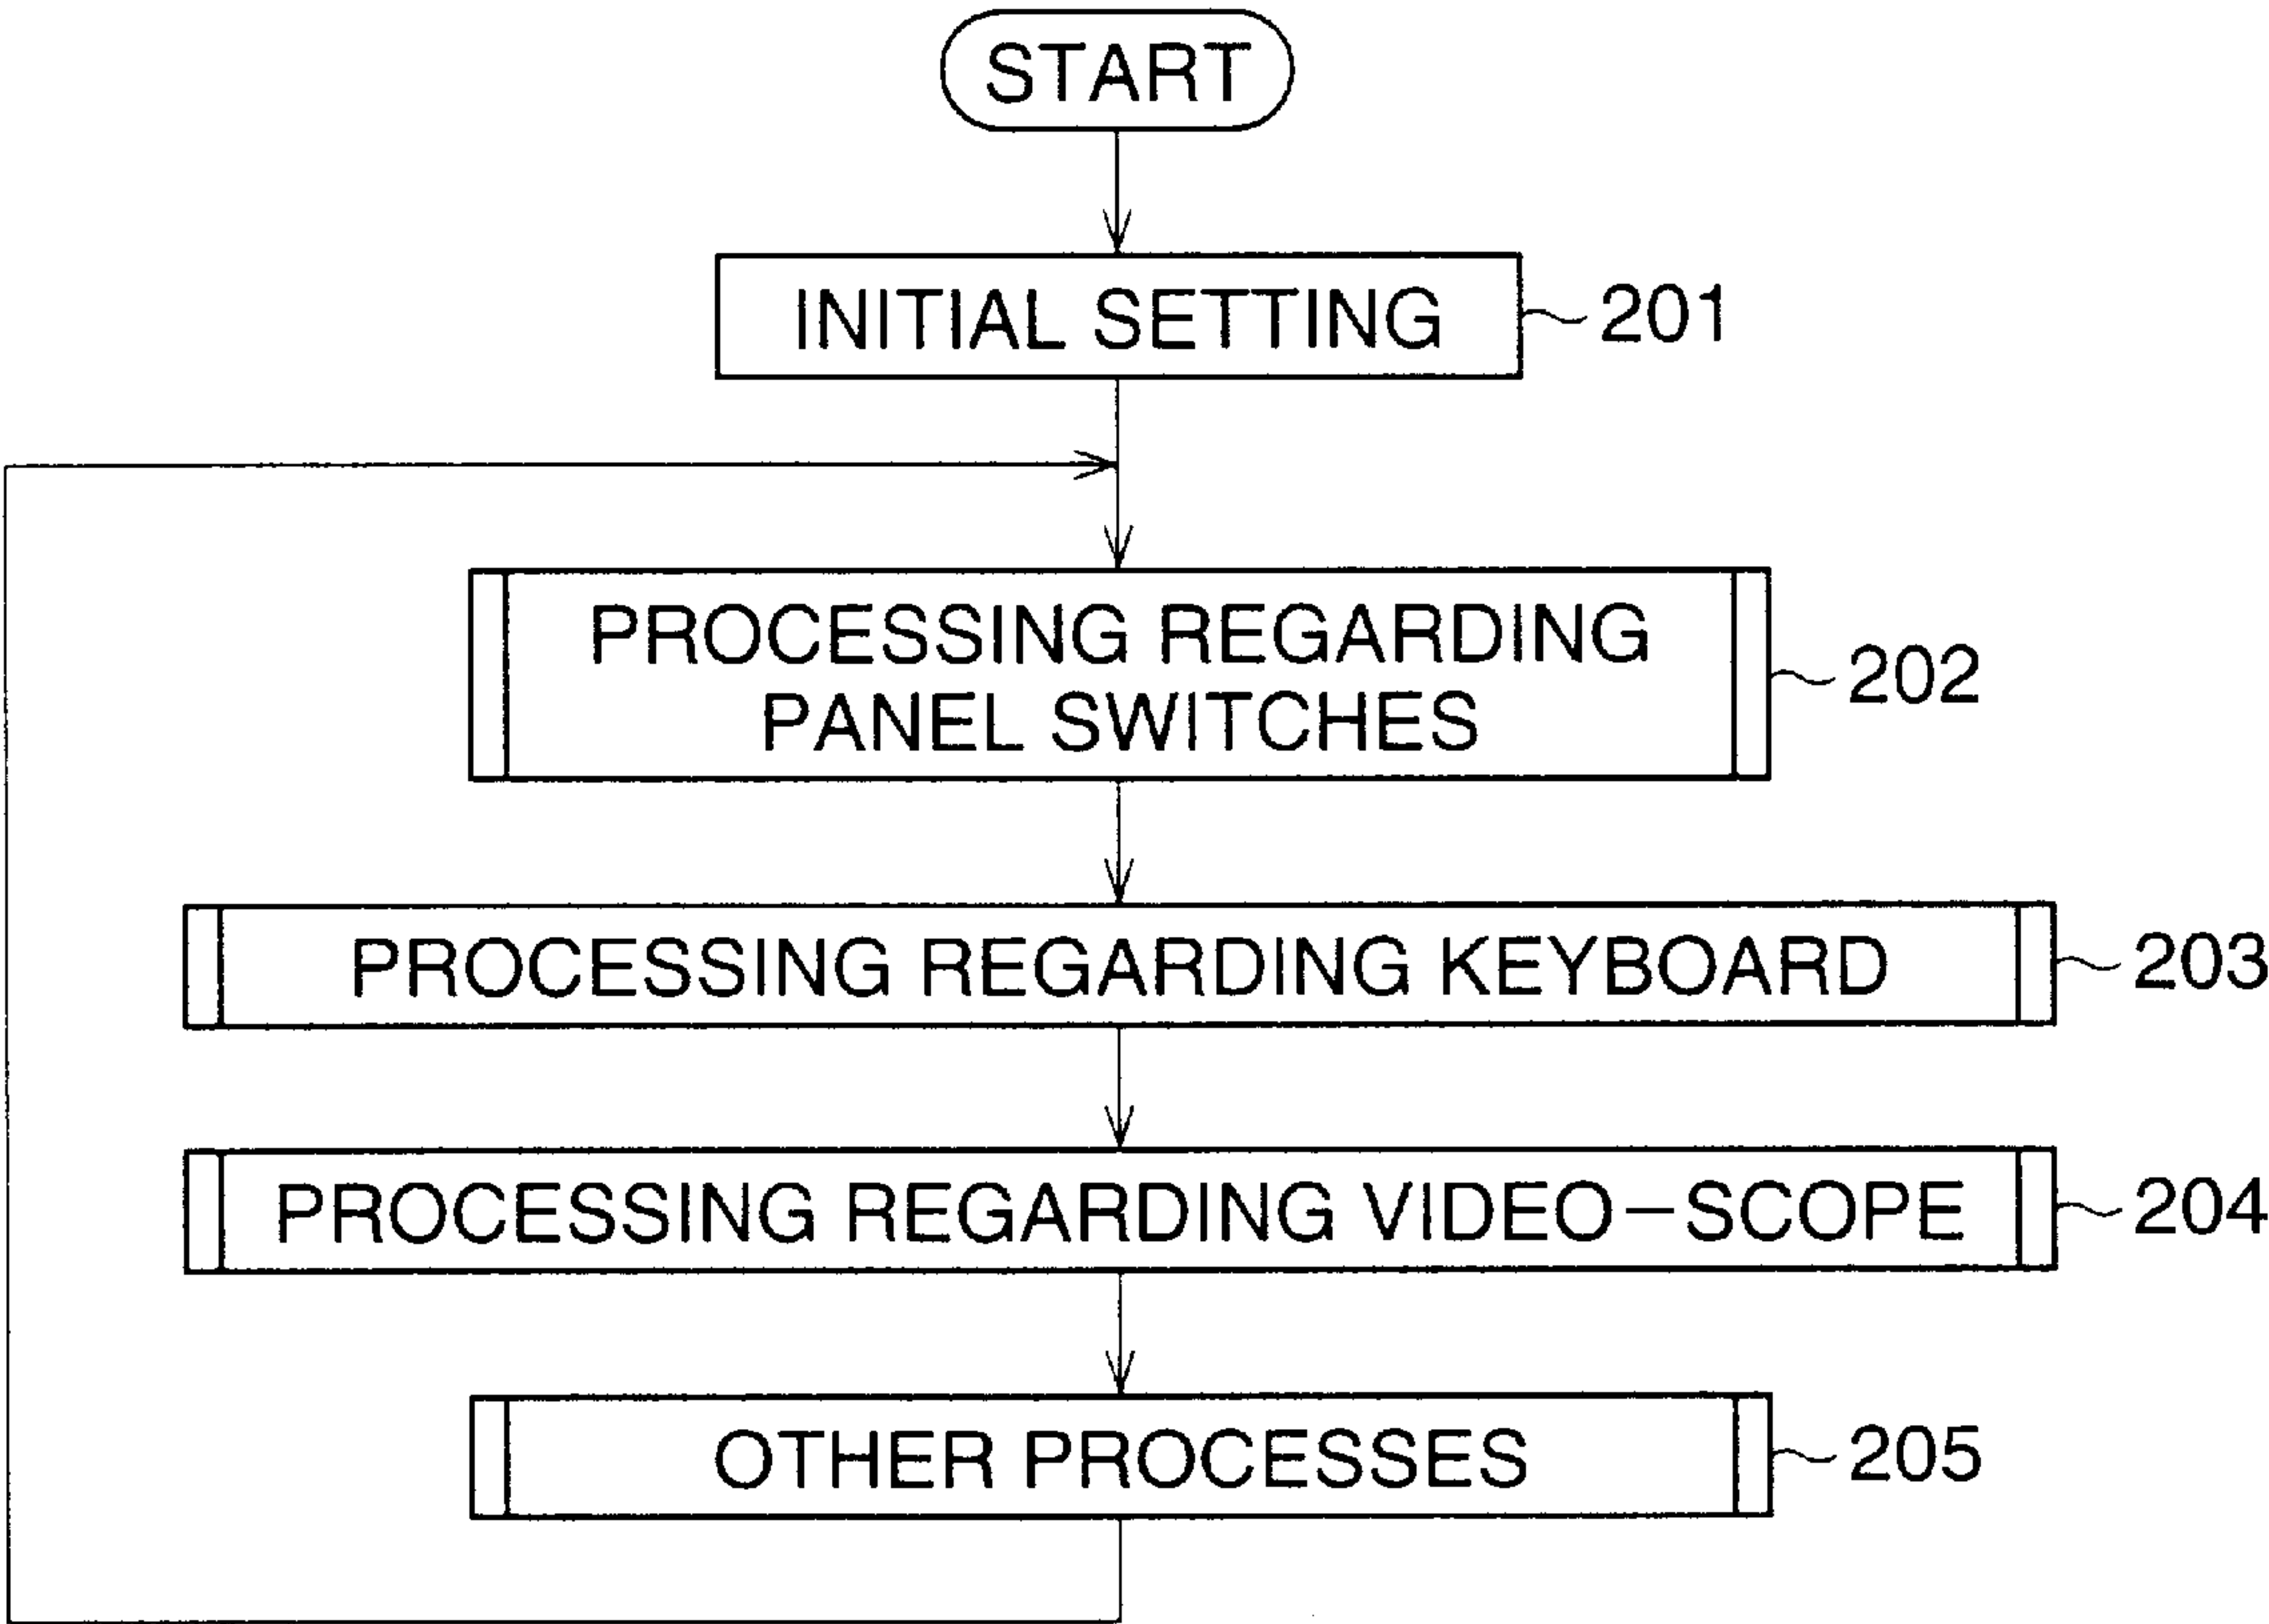 START
INITIAL SETTING
201
PROCESSING REGARDING
PANEL SWITCHES
202
PROCESSING REGARDING KEYBOARD
203
PROCESSING REGARDING VIDEO-SCOPE
204
OTHER PROCESSES
205